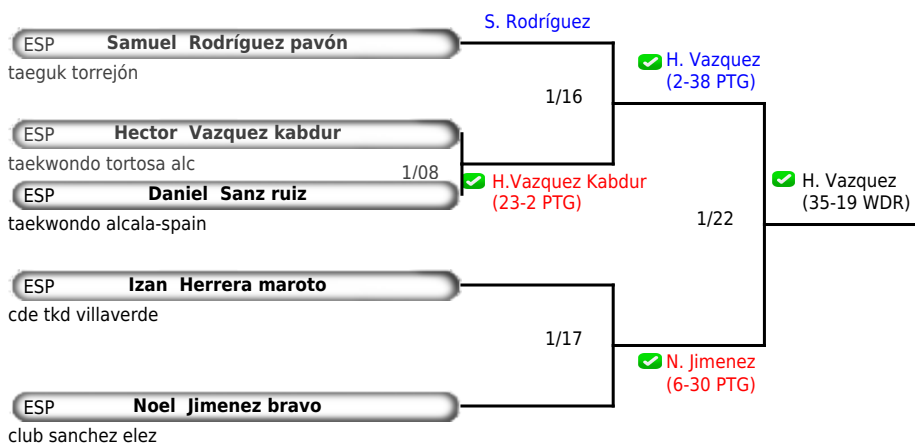 S. Rodríguez
ESP Samuel Rodríguez pavón
taeguk torrejón
H. Vazquez
(2-38 PTG)
1/16
ESP Hector Vazquez kabdur
taekwondo tortosa alc
1/08
H.Vazquez Kabdur
(23-2 PTG)
ESP Daniel Sanz ruiz
taekwondo alcala-spain
H. Vazquez
(35-19 WDR)
1/22
ESP Izan Herrera maroto
cde tkd villaverde
1/17
N. Jimenez
(6-30 PTG)
ESP Noel Jimenez bravo
club sanchez elez